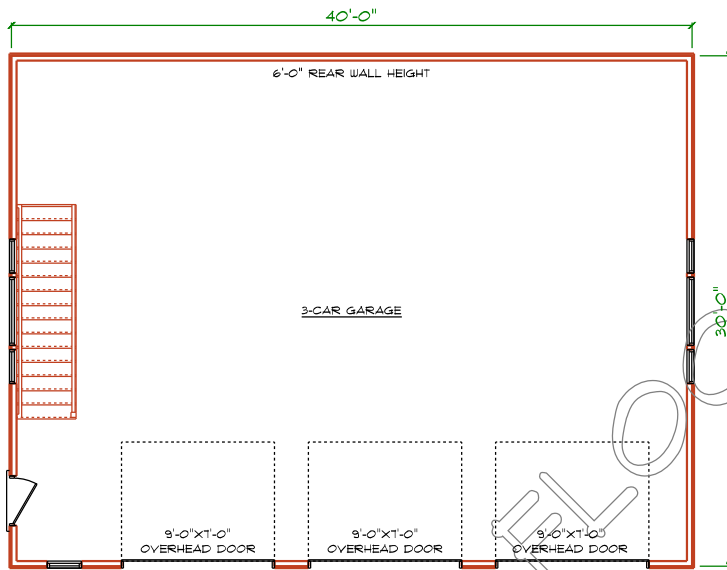 40'-0"
6'-0" REAR WALL HEIGHT
3-CAR GARAGE
30'-0"
9'-0"X7'-0"
OVERHEAD DOOR
9'-0"X7'-0"
OVERHEAD DOOR
9'-0"X7'-0"
OVERHEAD DOOR